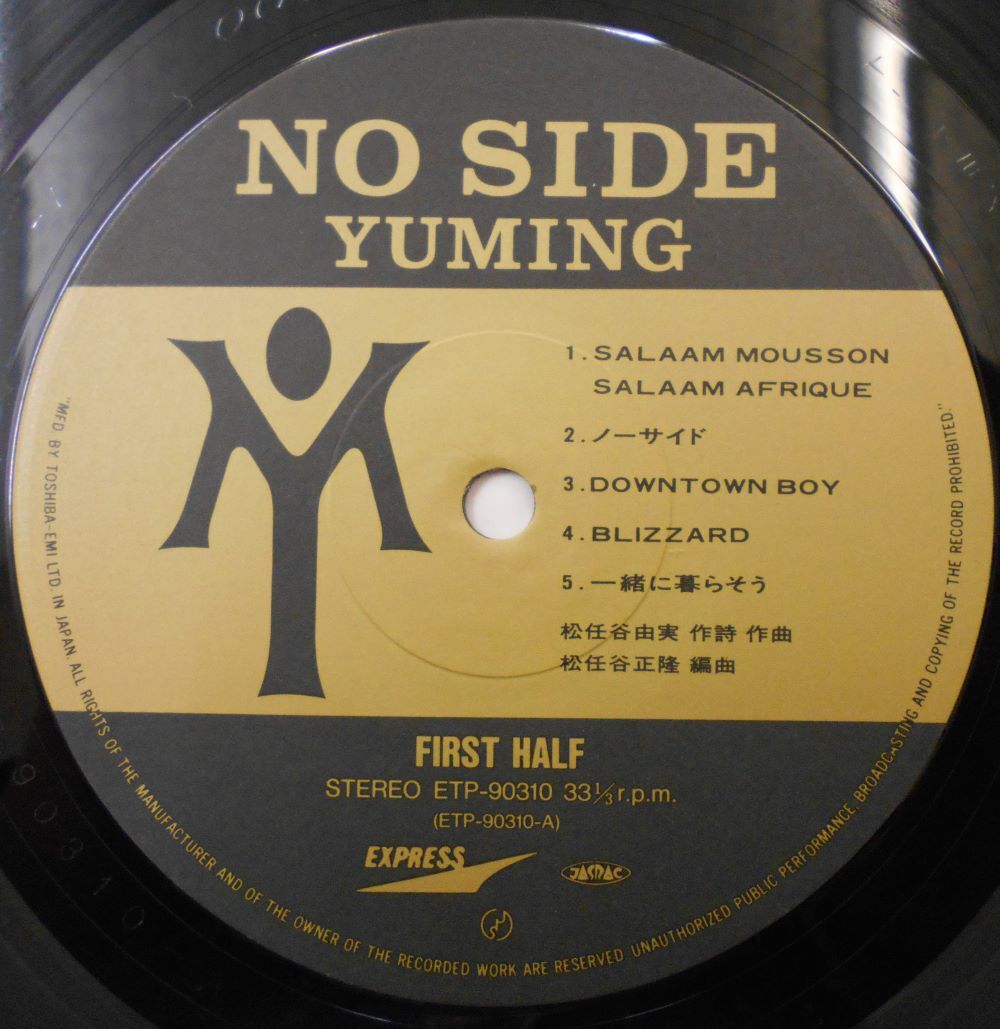 NO SIDE
YUMING
1. SALAAM MOUSSON
SALAAM AFRIQUE
2. ノーサイド
3. DOWNTOWN BOY
4. BLIZZARD
5. 一緒に暮らそう
松任谷由実 作詩 作曲
松任谷正隆 編曲
FIRST HALF
STEREO ETP-90310 33⅓ r.p.m.
(ETP-90310-A)
EXPRESS
JASRAC
"MFD. BY TOSHIBA-EMI LTD. IN JAPAN. ALL RIGHTS OF THE MANUFACTURER AND OF THE OWNER OF THE RECORDED WORK ARE RESERVED UNAUTHORIZED PUBLIC PERFORMANCE, BROADCASTING AND COPYING OF THE RECORD PROHIBITED."
90310